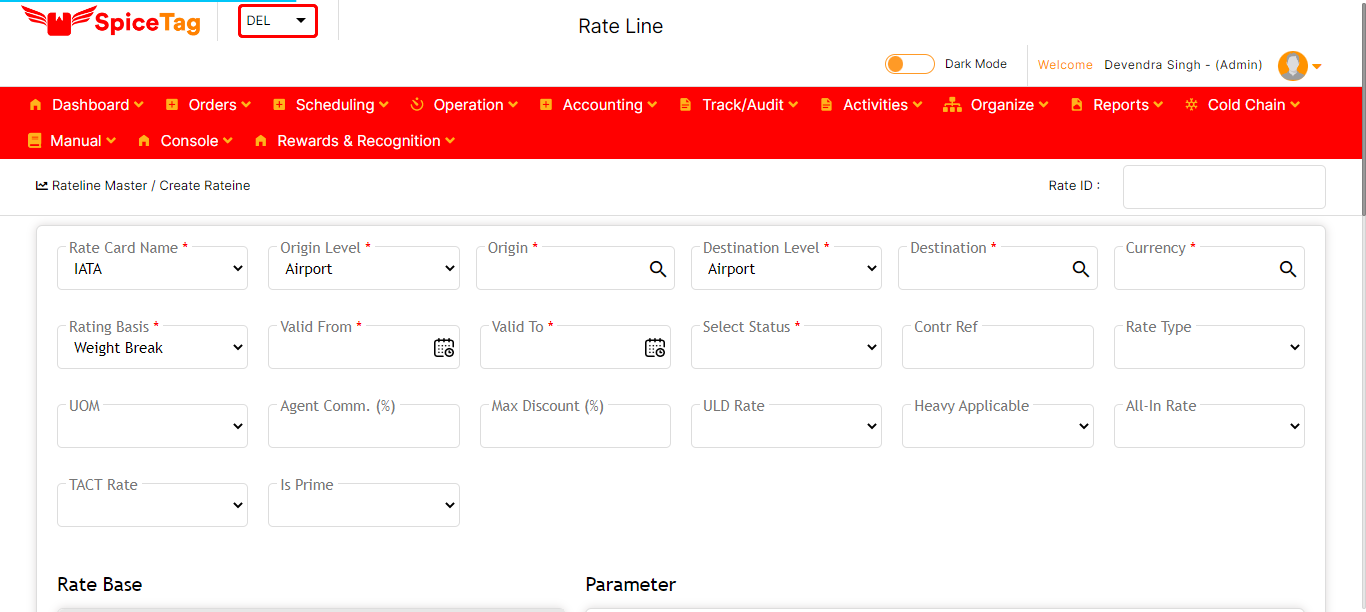 SpiceTag
DEL
Rate Line
Dark Mode
Welcome Devendra Singh - (Admin)
Dashboard Orders Scheduling Operation Accounting Track/Audit Activities Organize Reports Cold Chain
Manual Console Rewards & Recognition
Rateline Master / Create Rateine
Rate ID :
Rate Card Name * Origin Level * Origin * Destination Level * Destination * Currency *
IATA Airport Airport
Rating Basis * Valid From * Valid To * Select Status * Contr Ref Rate Type
Weight Break
UOM Agent Comm. (%) Max Discount (%) ULD Rate Heavy Applicable All-In Rate
TACT Rate Is Prime
Rate Base Parameter